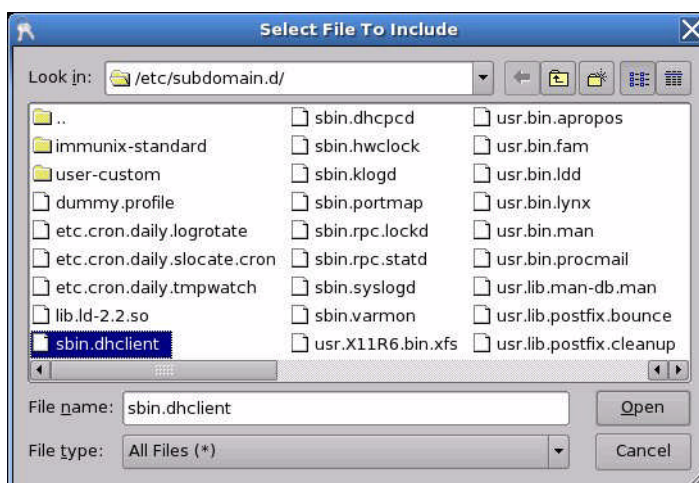 Select File To Include
Look in: /etc/subdomain.d/
..
immunix-standard
user-custom
dummy.profile
etc.cron.daily.logrotate
etc.cron.daily.slocate.cron
etc.cron.daily.tmpwatch
lib.ld-2.2.so
sbin.dhclient
sbin.dhcpcd
sbin.hwclock
sbin.klogd
sbin.portmap
sbin.rpc.lockd
sbin.rpc.statd
sbin.syslogd
sbin.varmon
usr.X11R6.bin.xfs
usr.bin.apropos
usr.bin.fam
usr.bin.ldd
usr.bin.lynx
usr.bin.man
usr.bin.procmail
usr.lib.man-db.man
usr.lib.postfix.bounce
usr.lib.postfix.cleanup
File name: sbin.dhclient
Open
File type: All Files (*)
Cancel